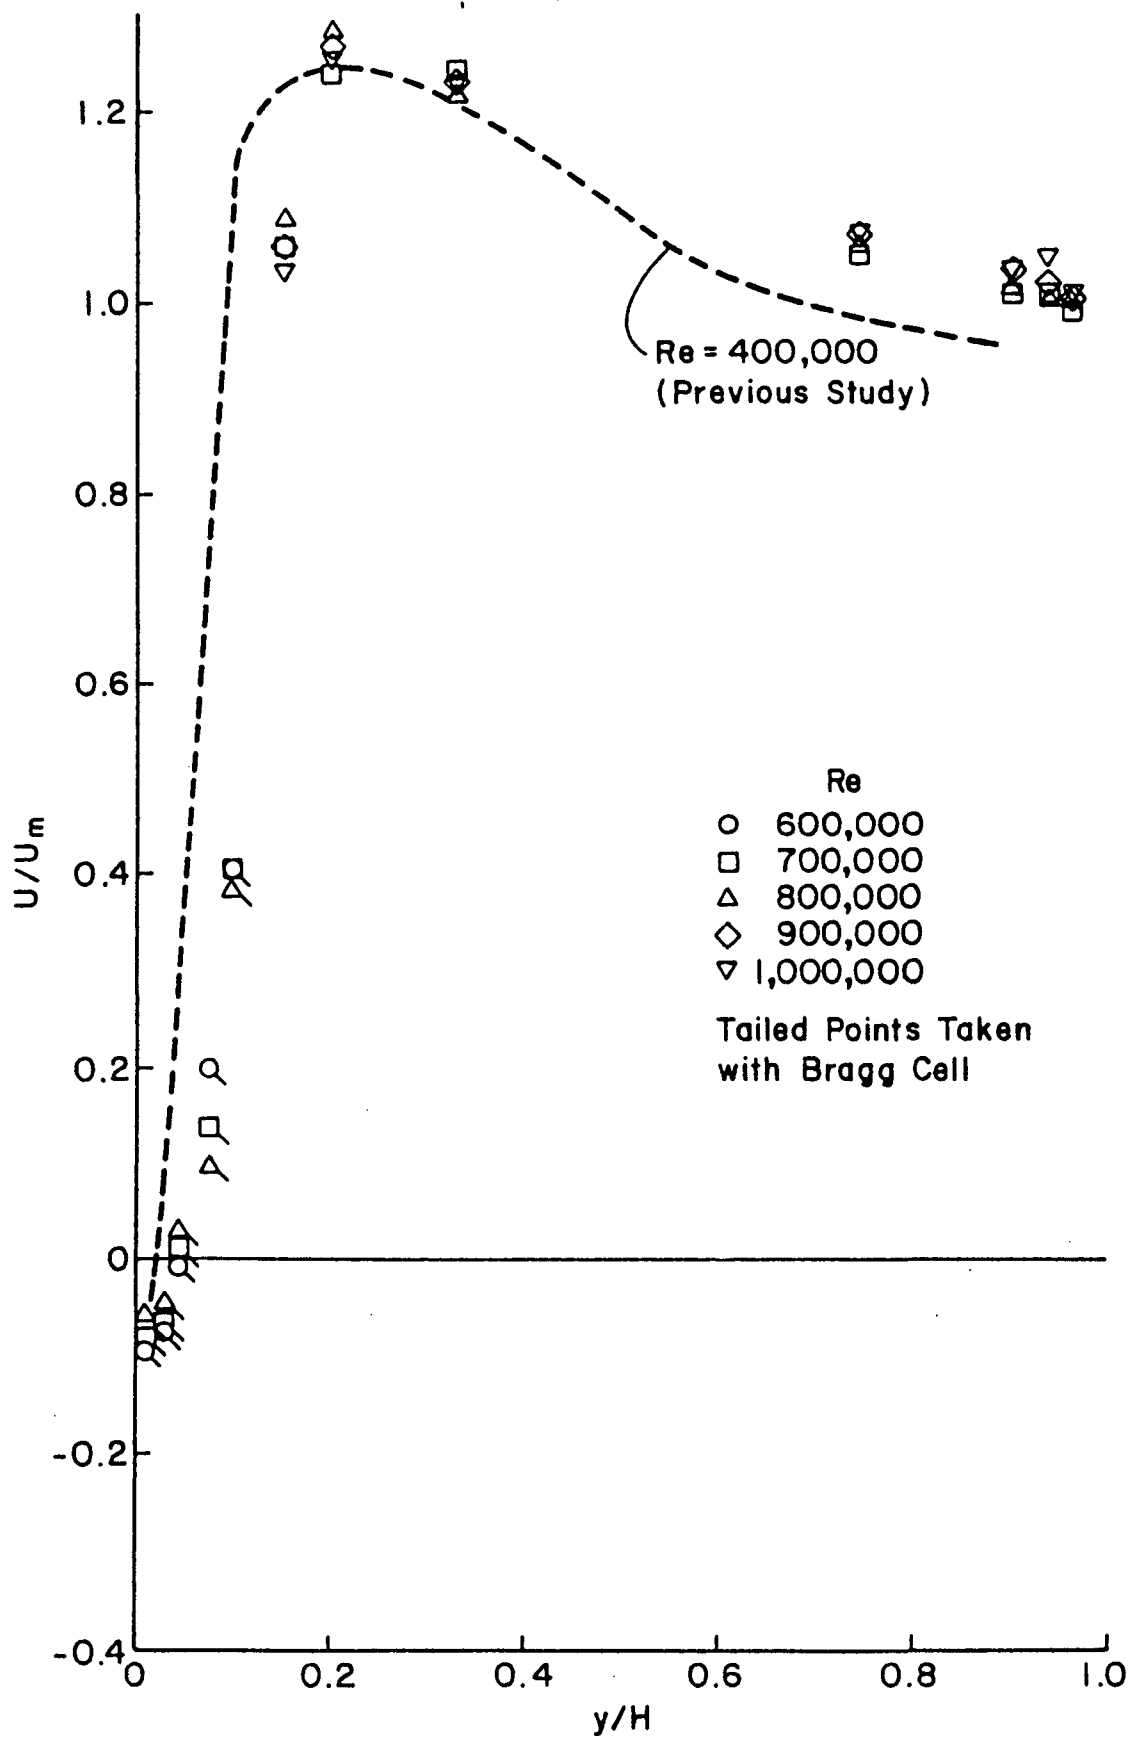 1.2
1.0
0.8
0.6
0.4
0.2
0
-0.2
-0.4
U/Um
Re = 400,000
(Previous Study)
Re
600,000
700,000
800,000
900,000
1,000,000
Tailed Points Taken
with Bragg Cell
0 0.2 0.4 0.6 0.8 1.0
y/H